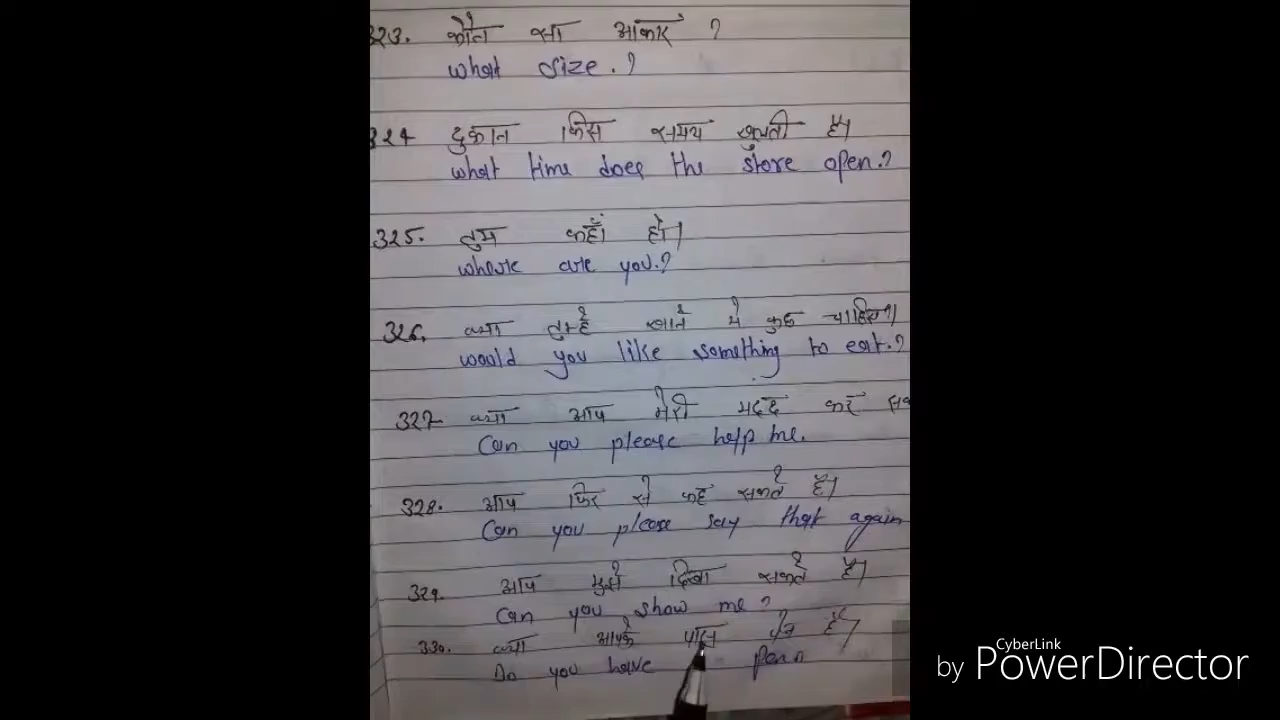 323. कौन सा आकार ?
what size.?
324 दुकान किस समय खुलती है।
what time does the store open.?
325. तुम कहाँ हो।
where are you.?
326. क्या तुम्हे खाने मे कुछ चाहिए।
would you like something to eat.?
327 क्या आप मेरी मदद कर सक
Can you please help me.
328. आप फिर से कह सकते है।
Can you please say that again
329. आप मुझे दिखा सकते है।
Can you show me ?
330. क्या आपके पास पेन है।
Do you have pen
CyberLink
by PowerDirector